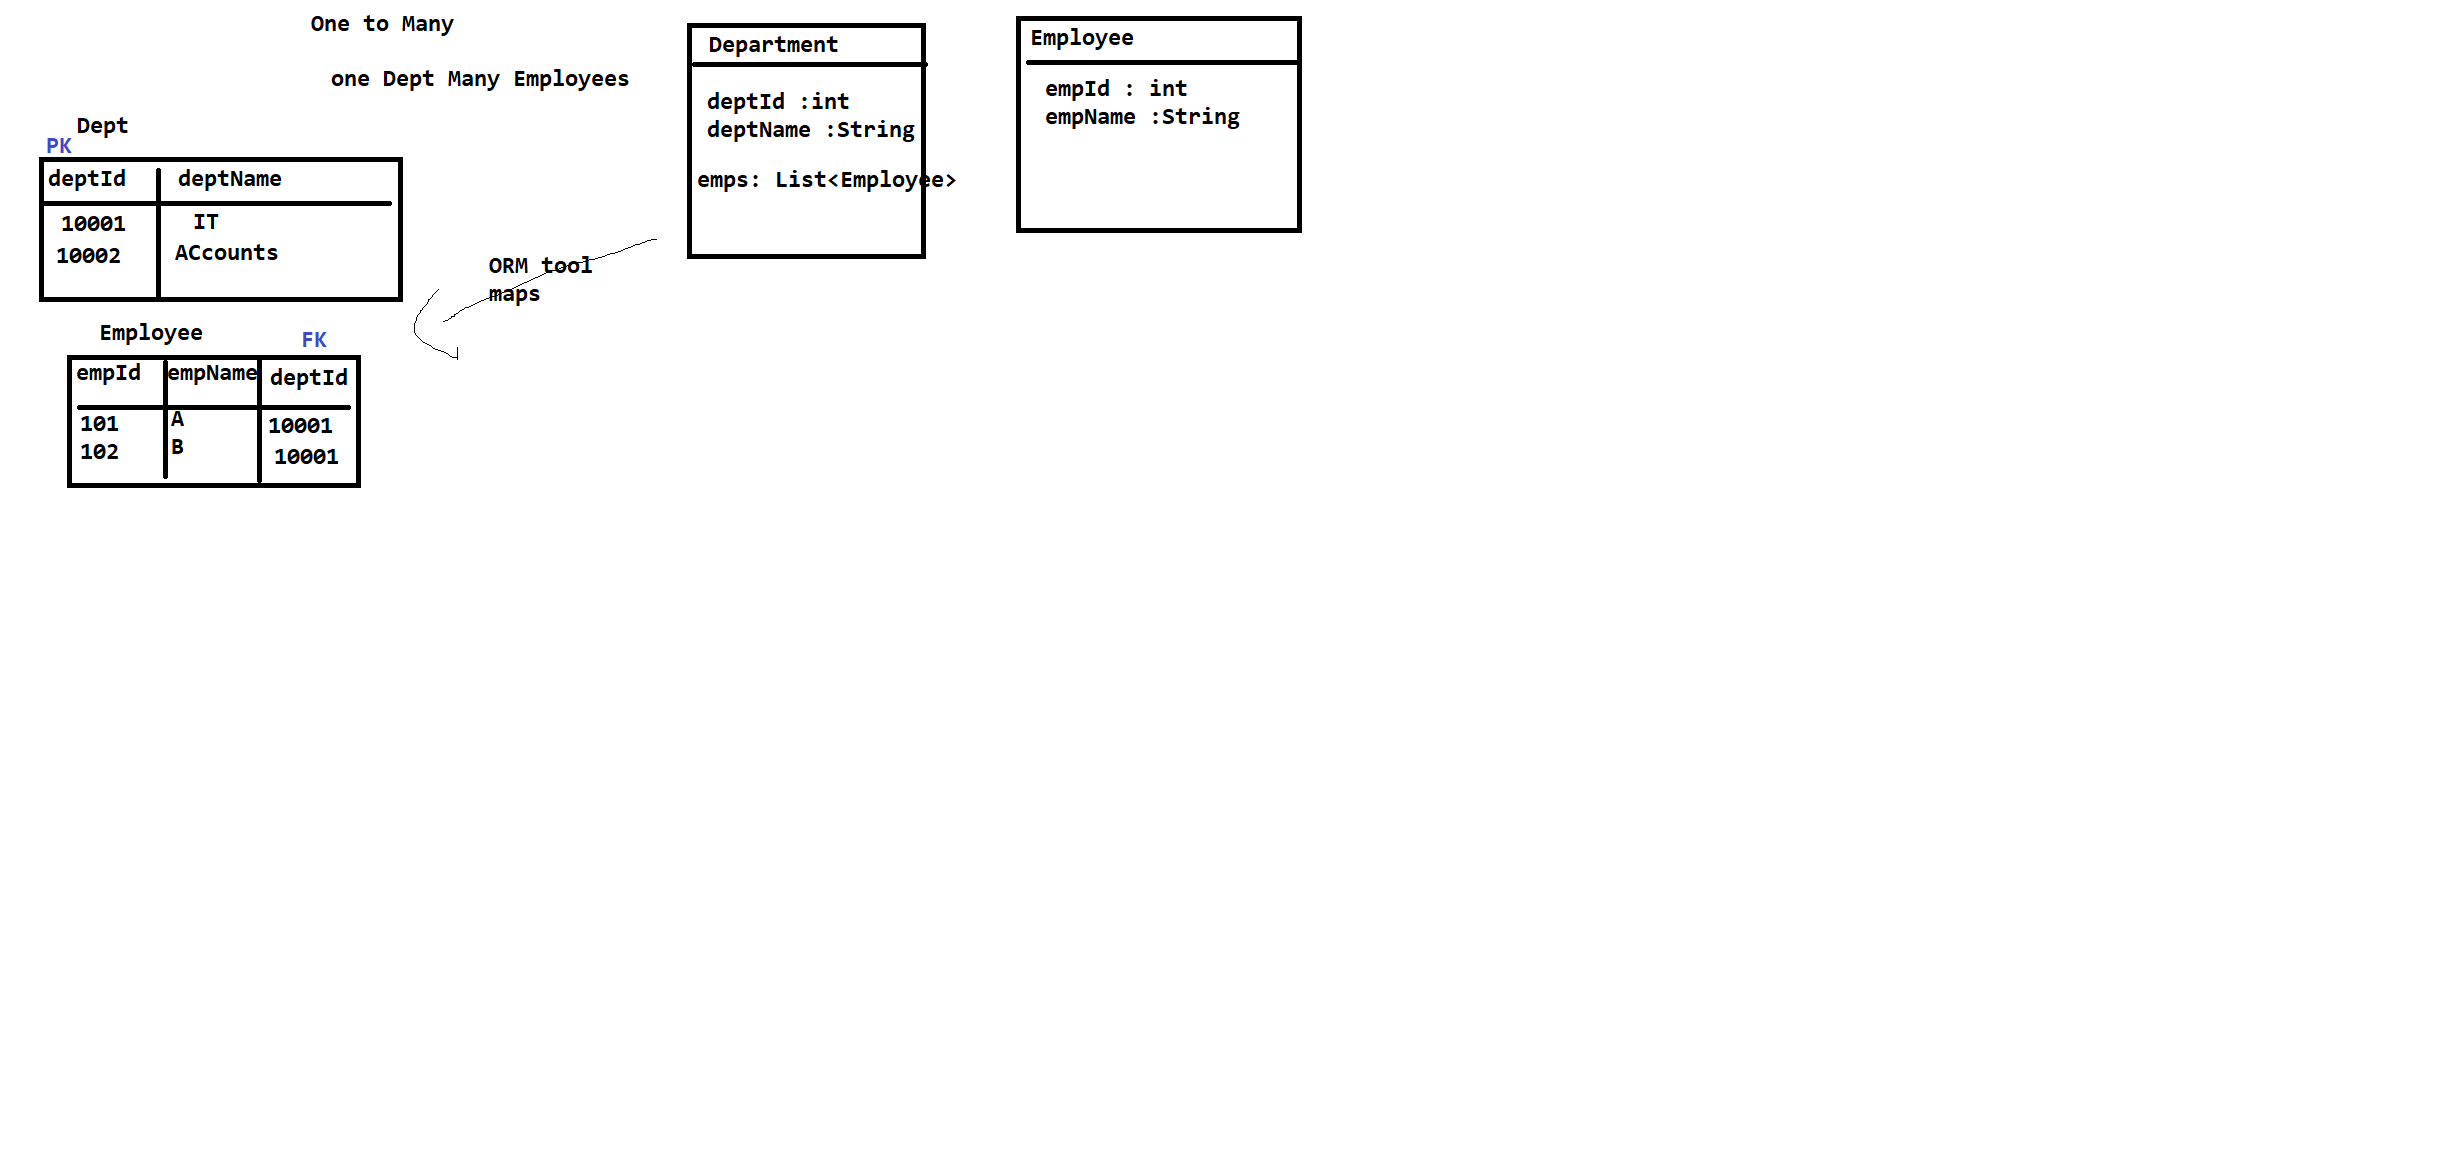 One to Many
one Dept Many Employees
Dept
PK
deptId deptName
10001 IT
10002 ACcounts
Employee
FK
empId empName deptId
101 A 10001
102 B 10001
ORM tool
maps
Department
deptId :int
deptName :String
emps: List<Employee>
Employee
empId : int
empName :String